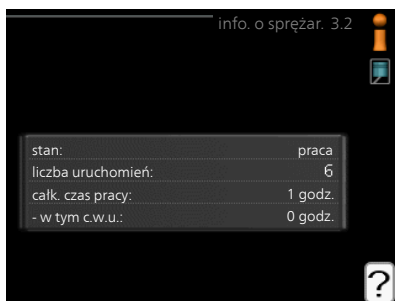 info. o sprężar. 3.2
stan: praca
liczba uruchomień: 6
całk. czas pracy: 1 godz.
- w tym c.w.u.: 0 godz.
?